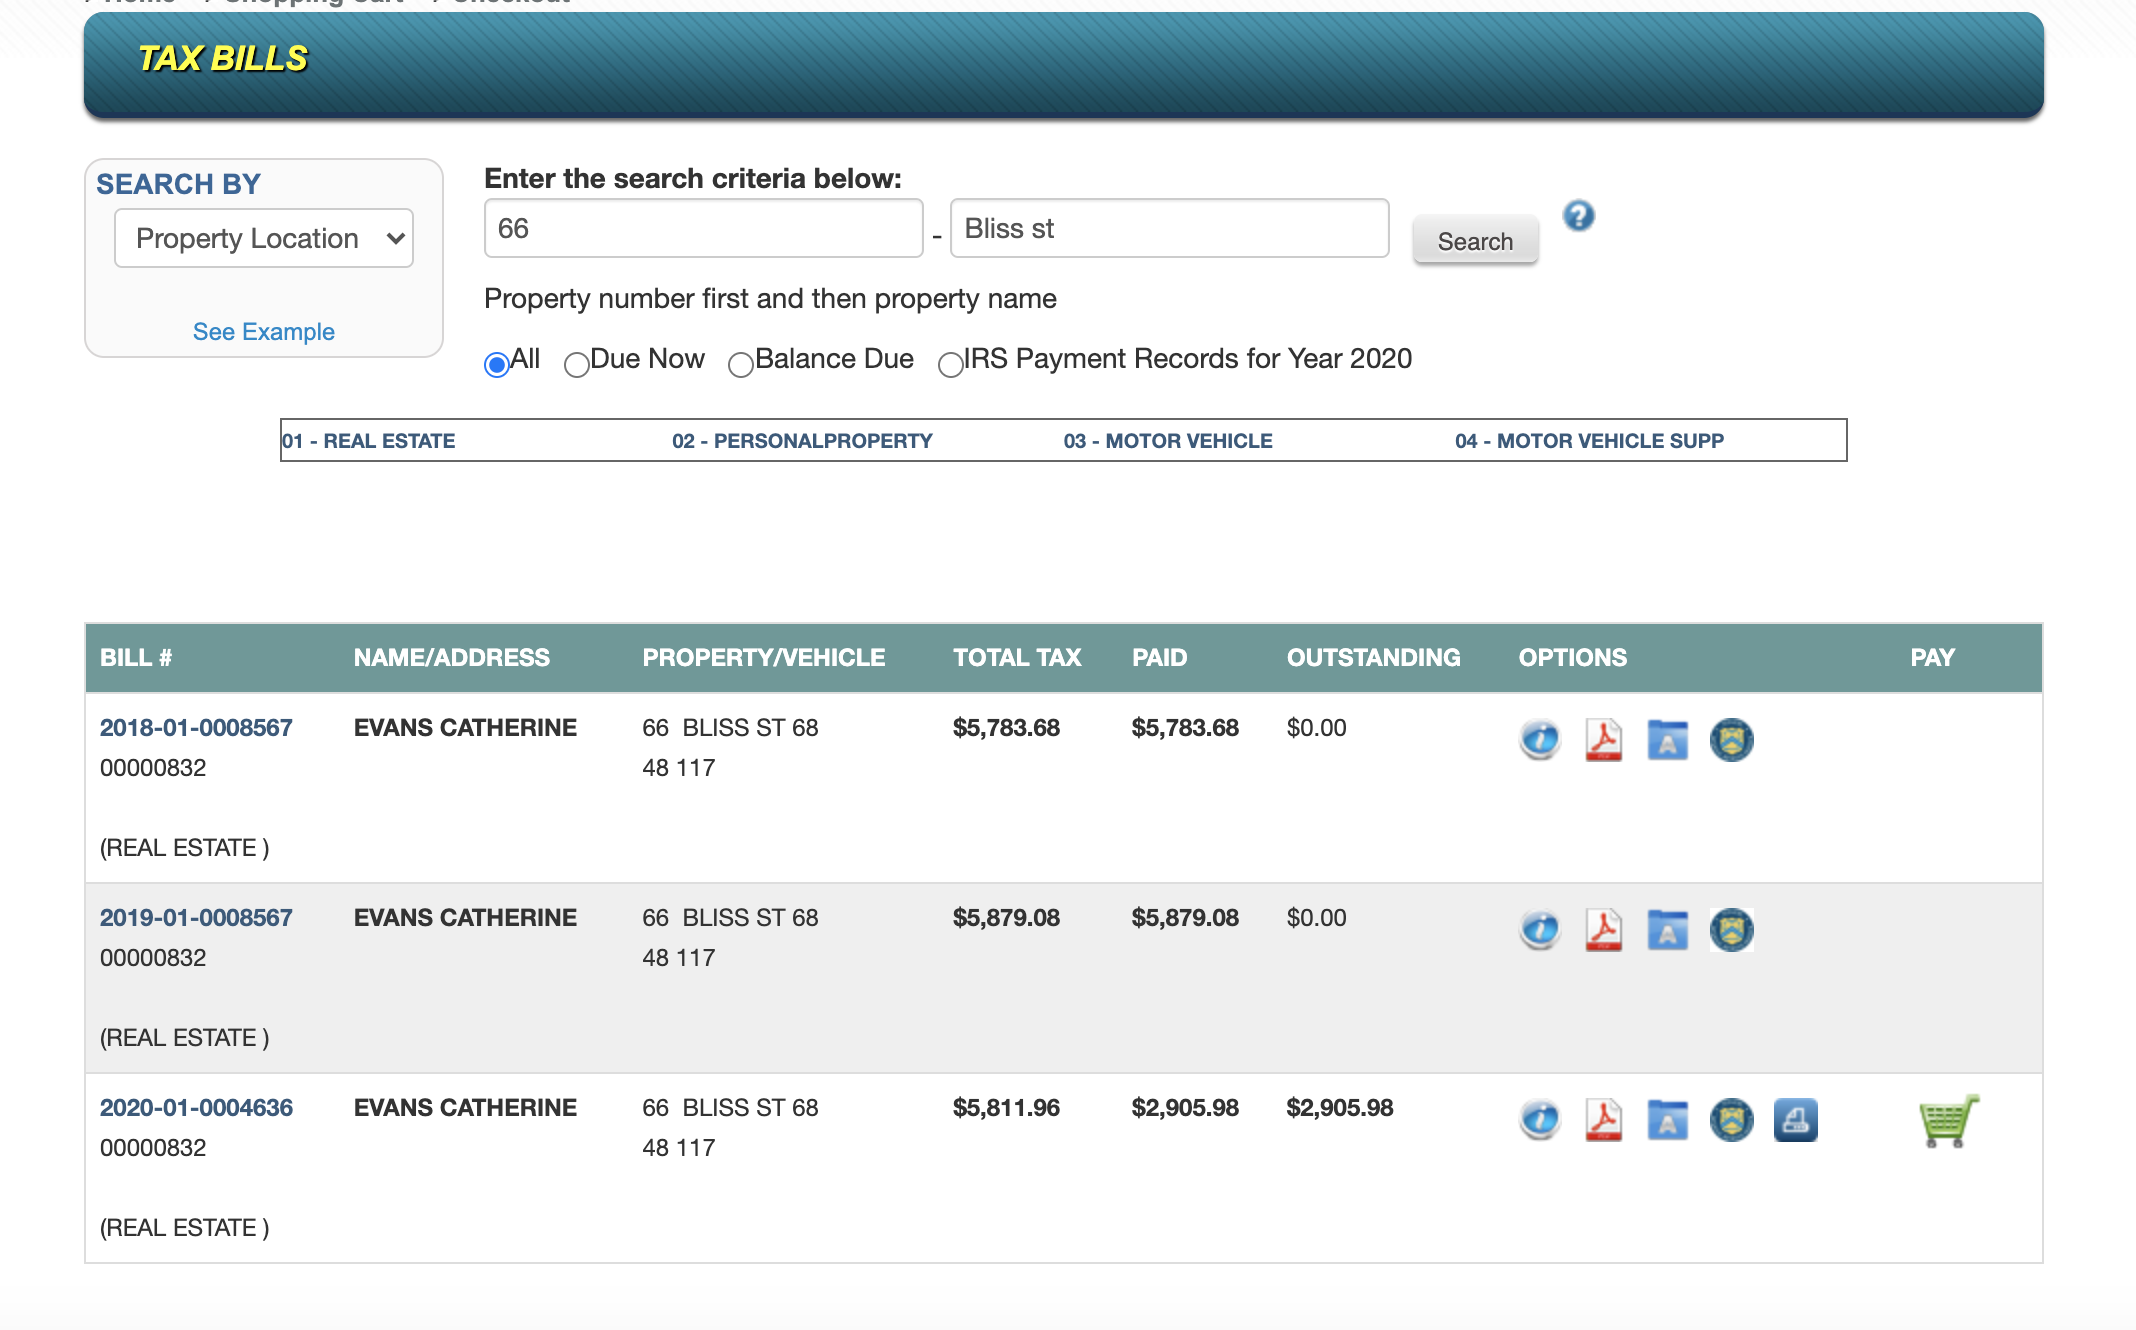 / Home / Shopping Cart / Checkout
TAX BILLS
SEARCH BY
Property Location
See Example
Enter the search criteria below:
66 - Bliss st Search ?
Property number first and then property name
All Due Now Balance Due IRS Payment Records for Year 2020
01 - REAL ESTATE 02 - PERSONALPROPERTY 03 - MOTOR VEHICLE 04 - MOTOR VEHICLE SUPP
BILL # NAME/ADDRESS PROPERTY/VEHICLE TOTAL TAX PAID OUTSTANDING OPTIONS PAY
2018-01-0008567 EVANS CATHERINE 66 BLISS ST 68 $5,783.68 $5,783.68 $0.00
00000832 48 117
(REAL ESTATE )
2019-01-0008567 EVANS CATHERINE 66 BLISS ST 68 $5,879.08 $5,879.08 $0.00
00000832 48 117
(REAL ESTATE )
2020-01-0004636 EVANS CATHERINE 66 BLISS ST 68 $5,811.96 $2,905.98 $2,905.98
00000832 48 117
(REAL ESTATE )